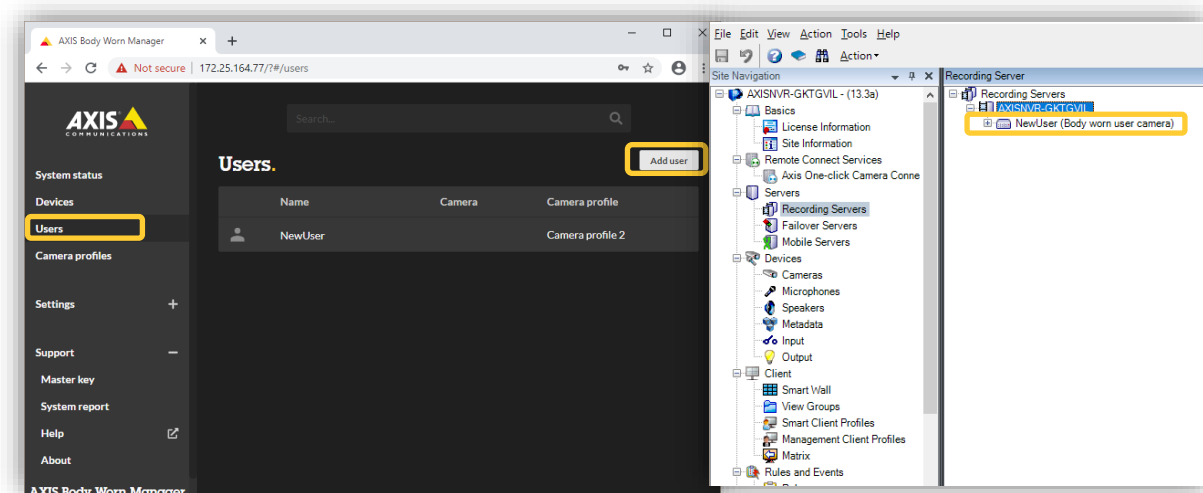 AXIS Body Worn Manager
Not secure | 172.25.164.77/?#/users
AXIS
COMMUNICATIONS
Search...
Users.
Add user
System status
Devices
Users
Camera profiles
Settings
Support
Master key
System report
Help
About
AXIS Body Worn Manager
Name Camera Camera profile
NewUser Camera profile 2
File Edit View Action Tools Help
Action
Site Navigation
AXISNVR-GKTGVIL - (13.3a)
Basics
License Information
Site Information
Remote Connect Services
Axis One-click Camera Conne
Servers
Recording Servers
Failover Servers
Mobile Servers
Devices
Cameras
Microphones
Speakers
Metadata
Input
Output
Client
Smart Wall
View Groups
Smart Client Profiles
Management Client Profiles
Matrix
Rules and Events
Recording Server
Recording Servers
AXISNVR-GKTGVIL
NewUser (Body worn user camera)